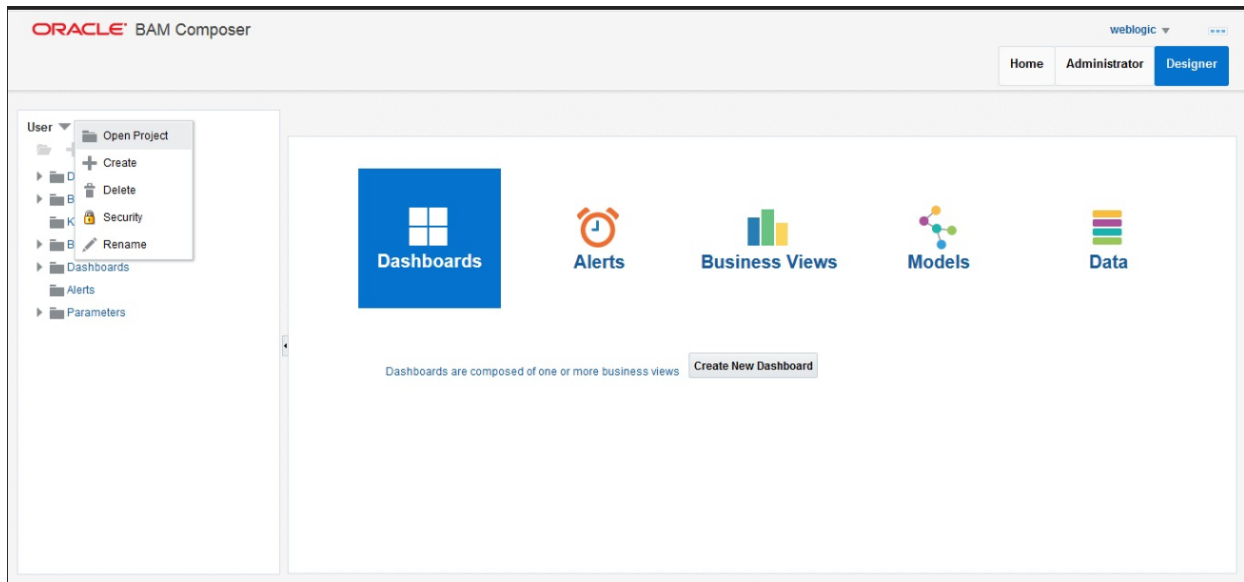 ORACLE® BAM Composer
weblogic
Home Administrator Designer
User
Open Project
Create
Delete
Security
Rename
D
B
K
B
Dashboards
Alerts
Parameters
Dashboards
Alerts
Business Views
Models
Data
Dashboards are composed of one or more business views
Create New Dashboard